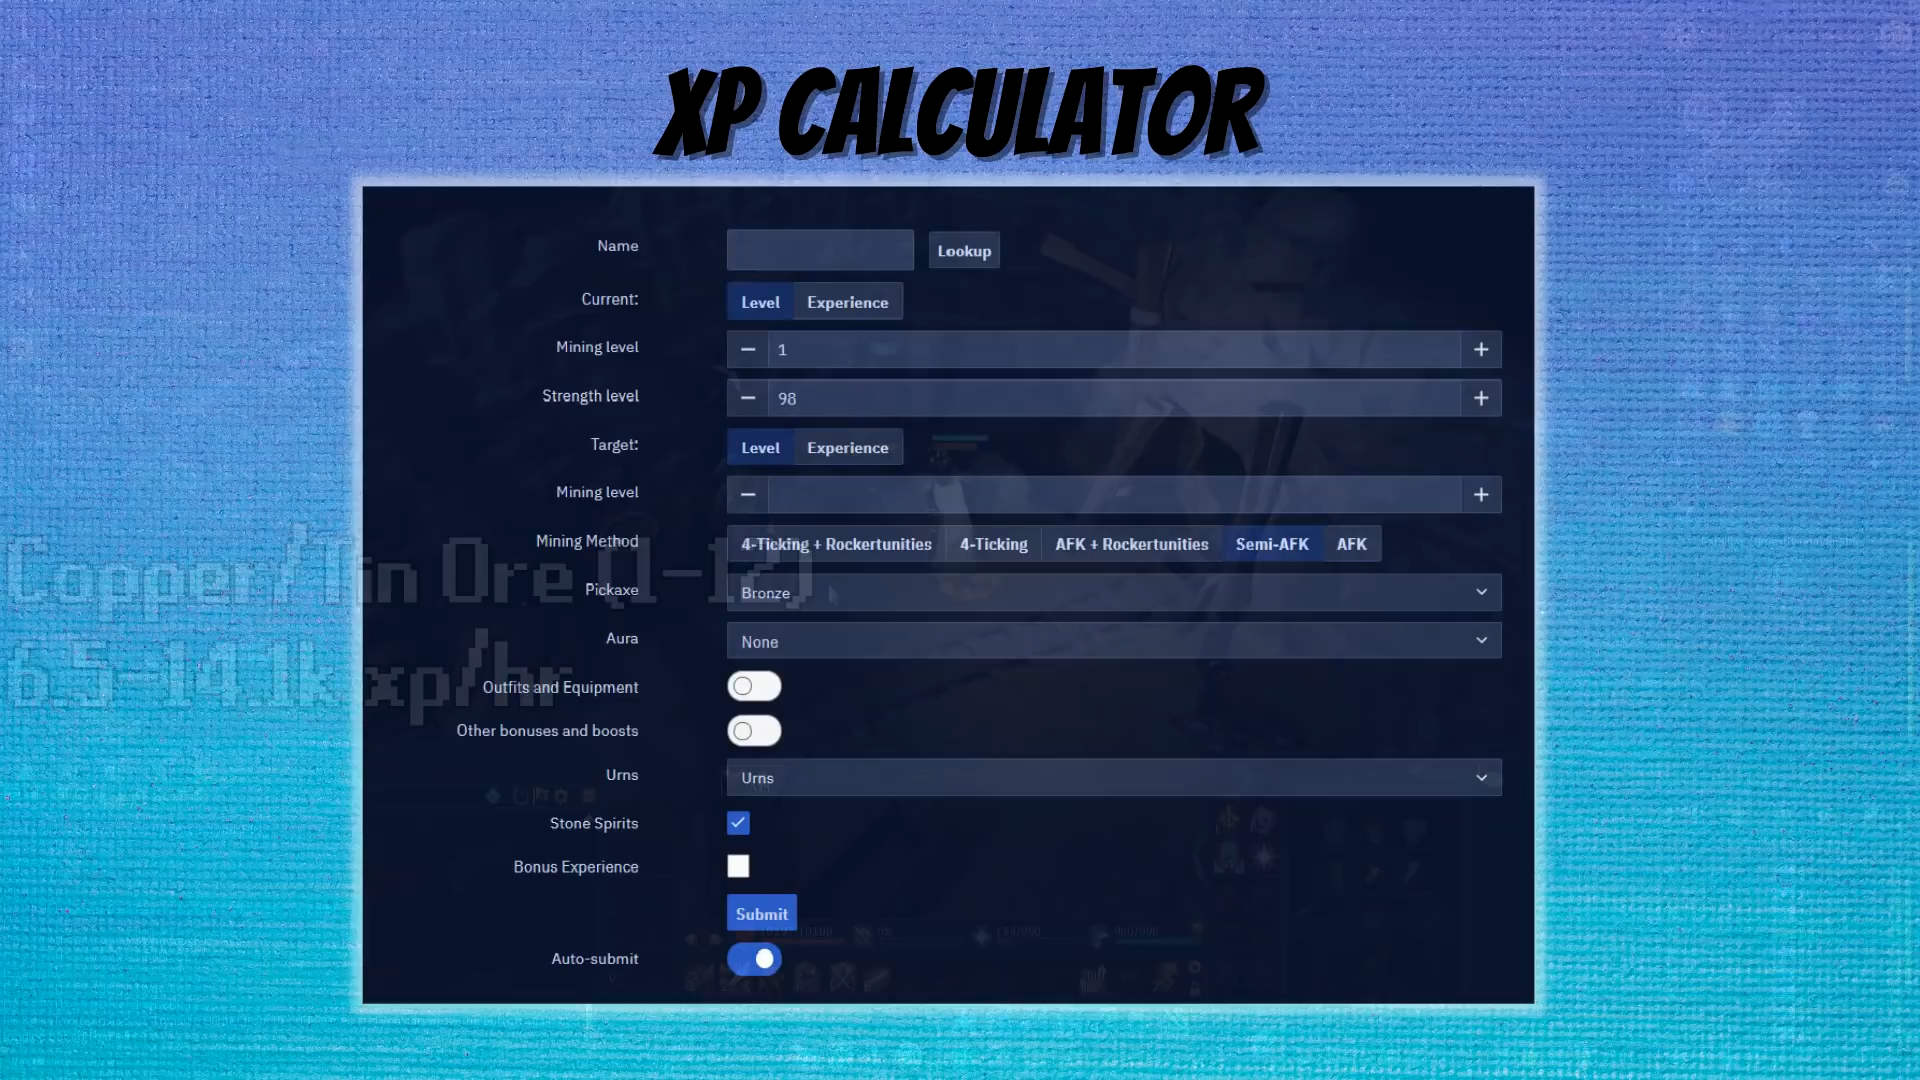 XP CALCULATOR
Name
Lookup
Current:
Level Experience
Mining level
1
Strength level
98
Target:
Level Experience
Mining level
Mining Method
4-Ticking + Rockertunities 4-Ticking AFK + Rockertunities Semi-AFK AFK
Copper/Tin Ore (1-12)
Pickaxe
Bronze
Aura
None
6.5-14.1k xp/hr
Outfits and Equipment
Other bonuses and boosts
Urns
Urns
Stone Spirits
Bonus Experience
Submit
Auto-submit